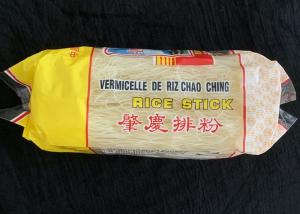 VERMICELLE DE RIZ CHAO CHING
RICE STICK
肇慶排粉